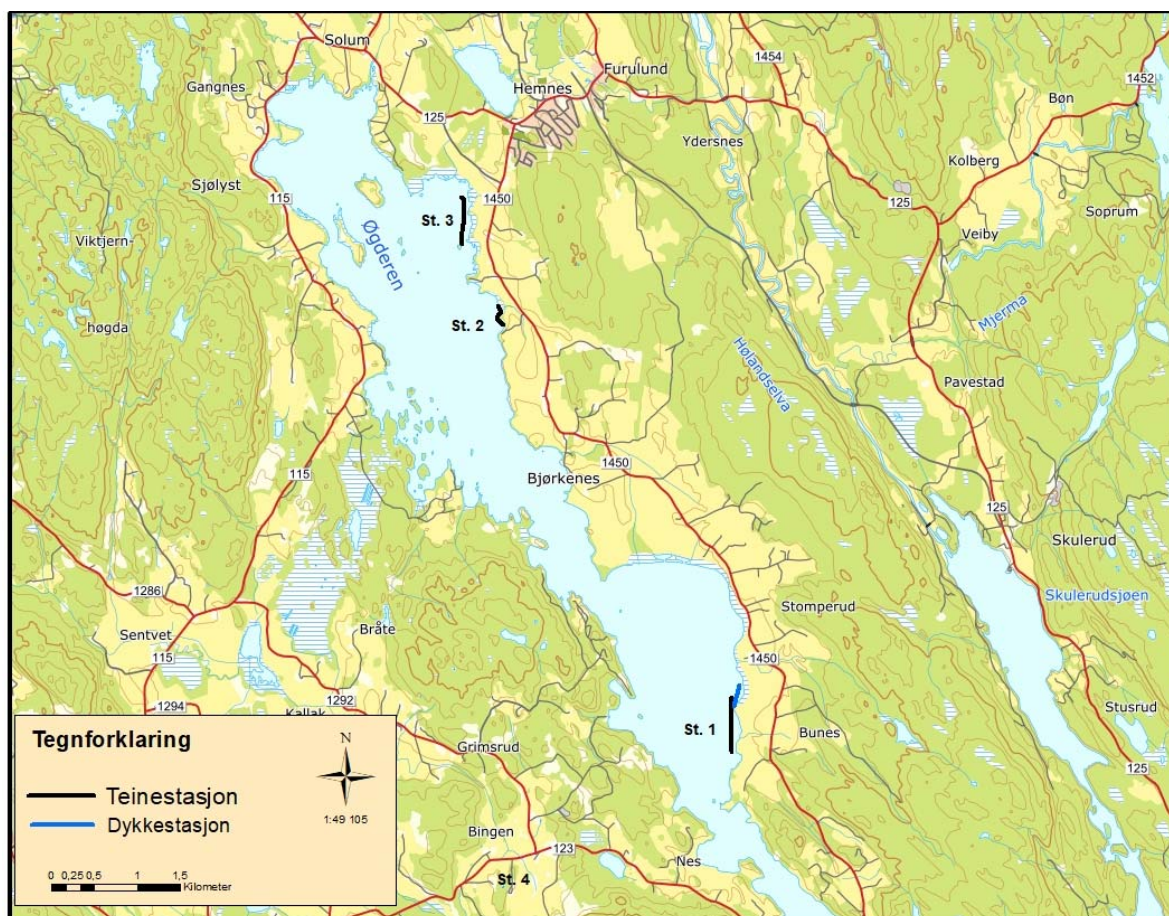 Solum
Furulund
1454
1452
Gangnes
Hemnes
Bøn
125
Ydersnes
Kolberg
Sjølyst
115
1450
125
Soprum
St. 3
Veiby
Viktjern-
høgda
Øgderen
Mjerma
St. 2
Hølandselva
Pavestad
115
1450
Bjørkenes
125
Skulerud
1286
Skulerudsjøen
Stomperud
Sentvet
Bråte
115
1450
1292
1294
Kallak
Stusrud
St. 1
Bunes
Grimsrud
125
Bingen
123
Nes
St. 4
Tegnforklaring
N
Teinestasjon
Dykkestasjon
1:49 105
0 0,25 0,5 1 1,5
Kilometer